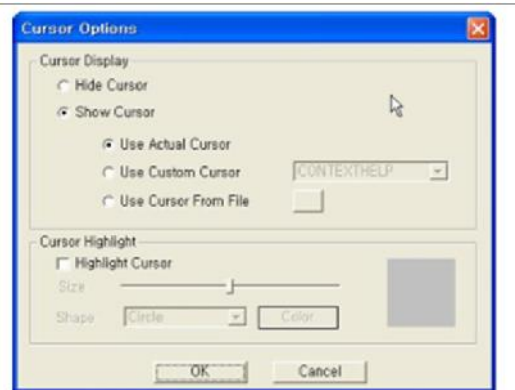 Cursor Options
Cursor Display
Hide Cursor
Show Cursor
Use Actual Cursor
Use Custom Cursor CONTEXTHELP
Use Cursor From File
Cursor Highlight
Highlight Cursor
Size
Shape Circle Color
OK Cancel